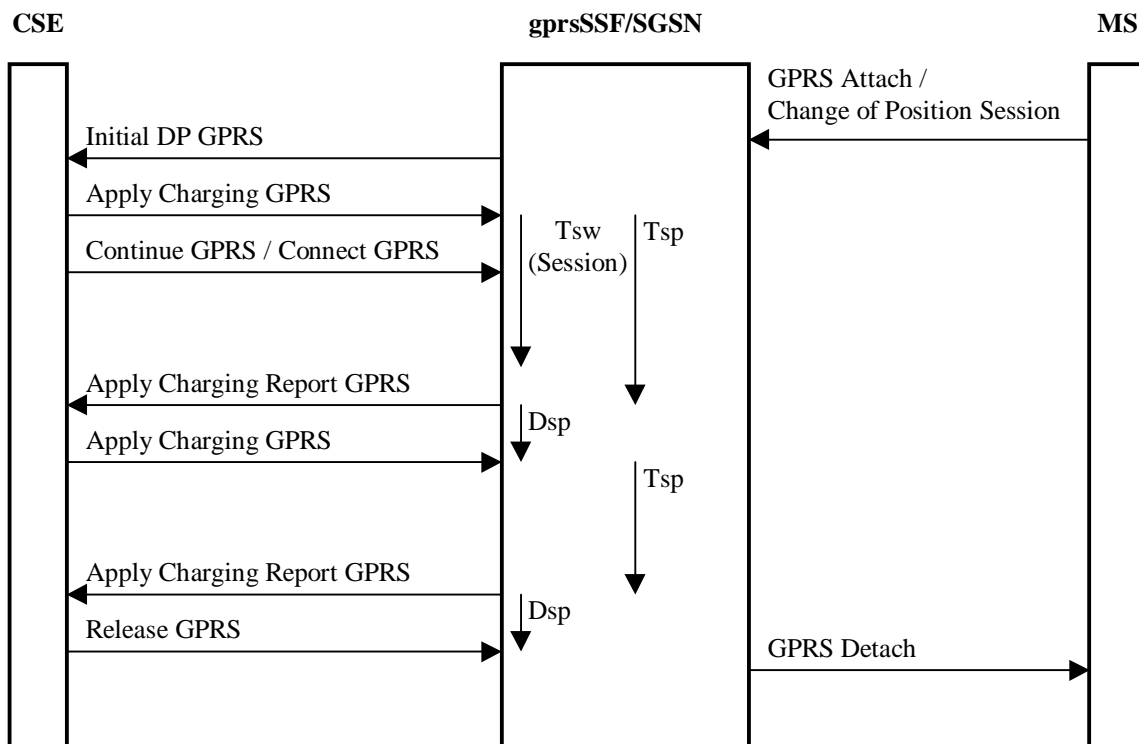 CSE
gprsSSF/SGSN
MS
GPRS Attach /
Change of Position Session
Initial DP GPRS
Apply Charging GPRS
Tsw
(Session)
Tsp
Continue GPRS / Connect GPRS
Apply Charging Report GPRS
Dsp
Apply Charging GPRS
Tsp
Apply Charging Report GPRS
Dsp
Release GPRS
GPRS Detach